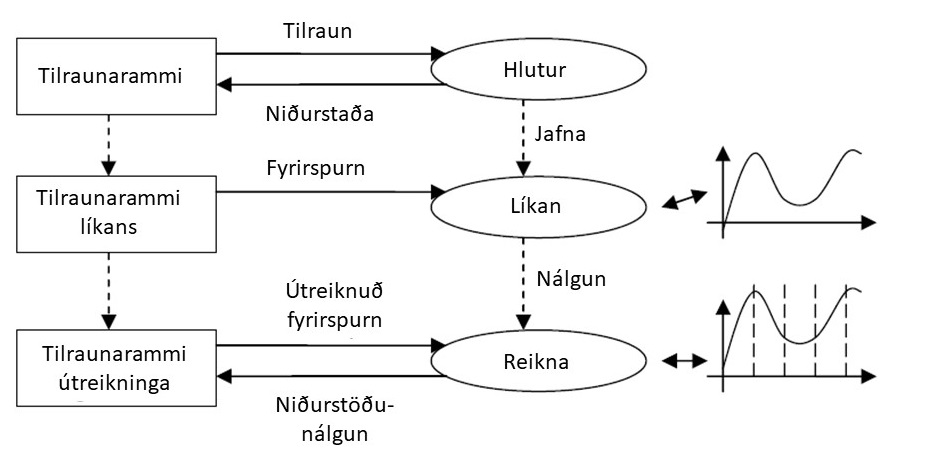 Tilraun
Tilraunarammi
Hlutur
Niðurstaða
Jafna
Fyrirspurn
Tilraunarammi
líkans
Líkan
Nálgun
Útreiknuð
fyrirspurn
Tilraunarammi
útreikninga
Reikna
Niðurstöðu-
nálgun